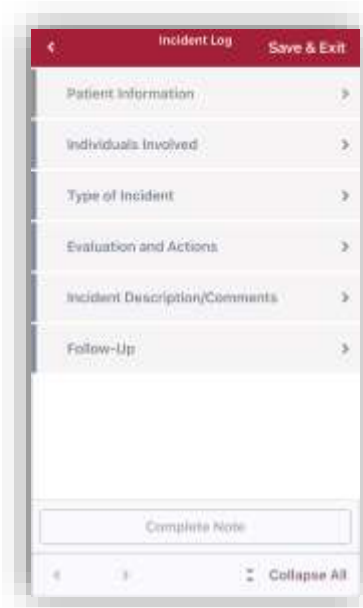 Incident Log
Save & Exit
Patient Information
Individuals Involved
Type of Incident
Evaluation and Actions
Incident Description/Comments
Follow-Up
Complete Note
Collapse All